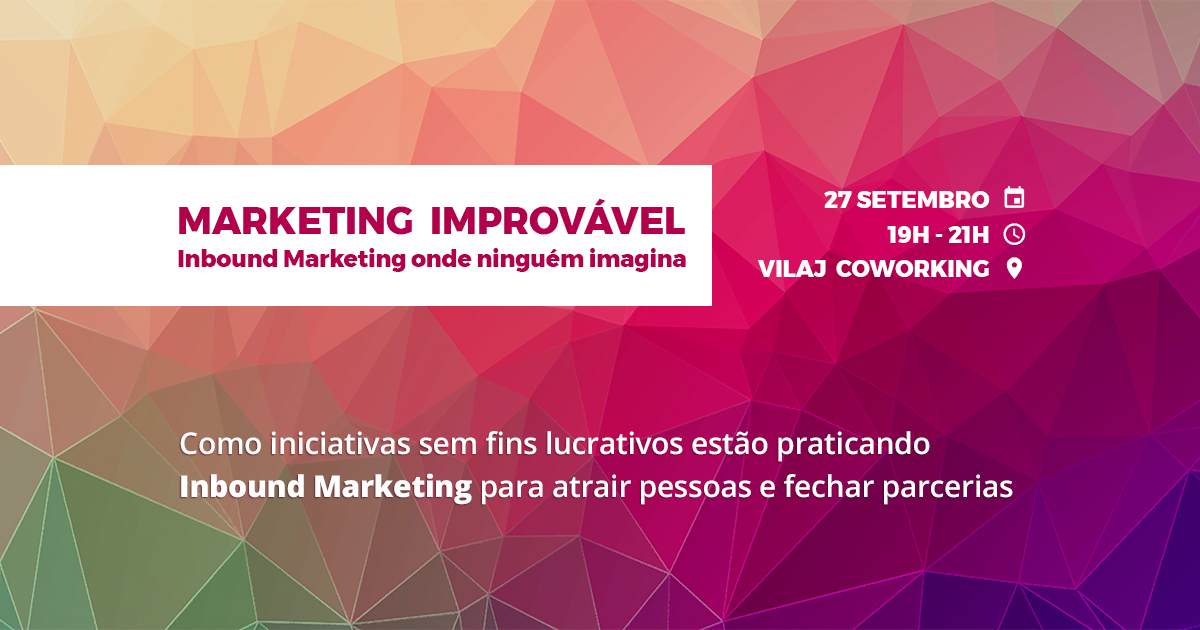 MARKETING IMPROVÁVEL
Inbound Marketing onde ninguém imagina
27 SETEMBRO
19H - 21H
VILAJ COWORKING
Como iniciativas sem fins lucrativos estão praticando
Inbound Marketing para atrair pessoas e fechar parcerias